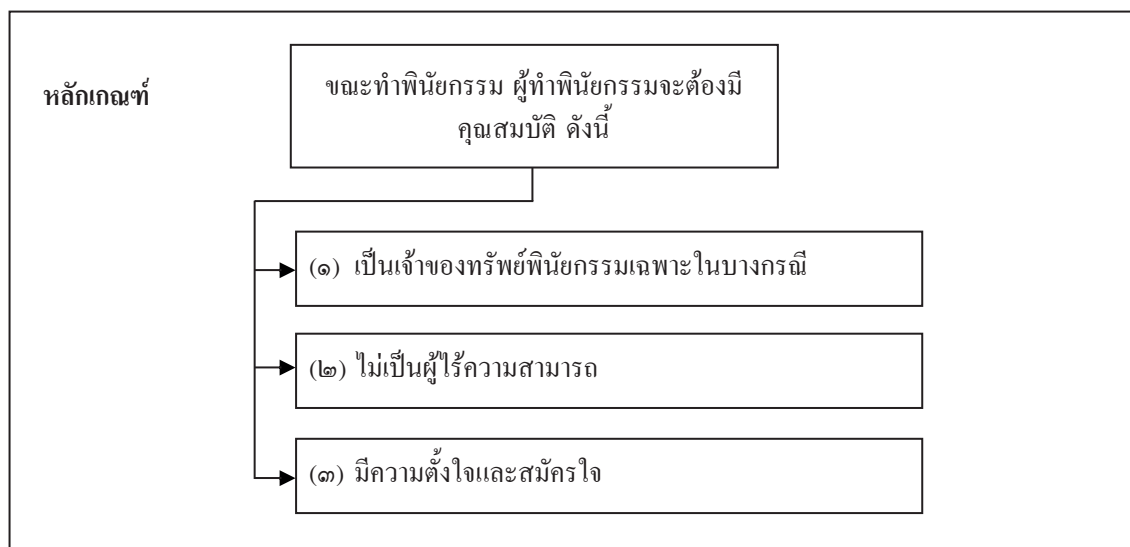 หลักเกณฑ์
ขณะทำพินัยกรรม ผู้ทำพินัยกรรมจะต้องมี
คุณสมบัติ ดังนี้
(๑) เป็นเจ้าของทรัพย์พินัยกรรมเฉพาะในบางกรณี
(๒) ไม่เป็นผู้ไร้ความสามารถ
(๓) มีความตั้งใจและสมัครใจ